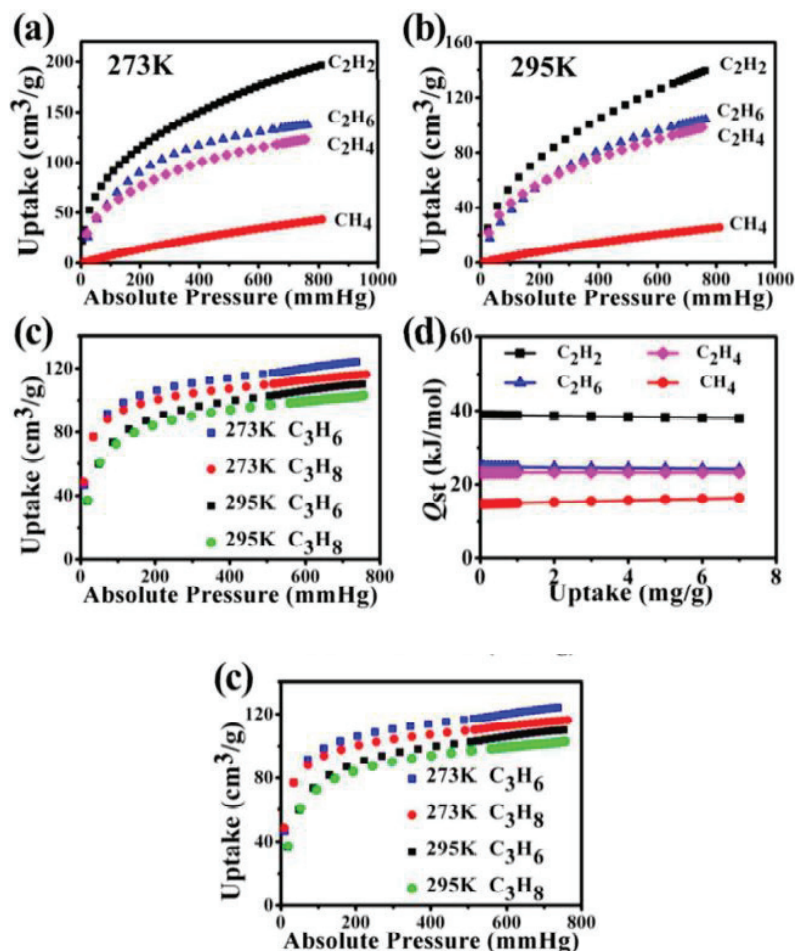 (a)
273K
C₂H₂
C₂H₆
C₂H₄
CH₄
Uptake (cm³/g)
200
150
100
50
0
0 200 400 600 800 1000
Absolute Pressure (mmHg)
(b)
295K
C₂H₂
C₂H₆
C₂H₄
CH₄
Uptake (cm³/g)
160
120
80
40
0
0 200 400 600 800 1000
Absolute Pressure (mmHg)
(c)
Uptake (cm³/g)
120
80
40
0
273K C₃H₆
273K C₃H₈
295K C₃H₆
295K C₃H₈
0 200 400 600 800
Absolute Pressure (mmHg)
(d)
C₂H₂ C₂H₄
C₂H₆ CH₄
Qst (kJ/mol)
60
40
20
0
0 2 4 6 8
Uptake (mg/g)
(c)
Uptake (cm³/g)
120
80
40
0
273K C₃H₆
273K C₃H₈
295K C₃H₆
295K C₃H₈
0 200 400 600 800
Absolute Pressure (mmHg)